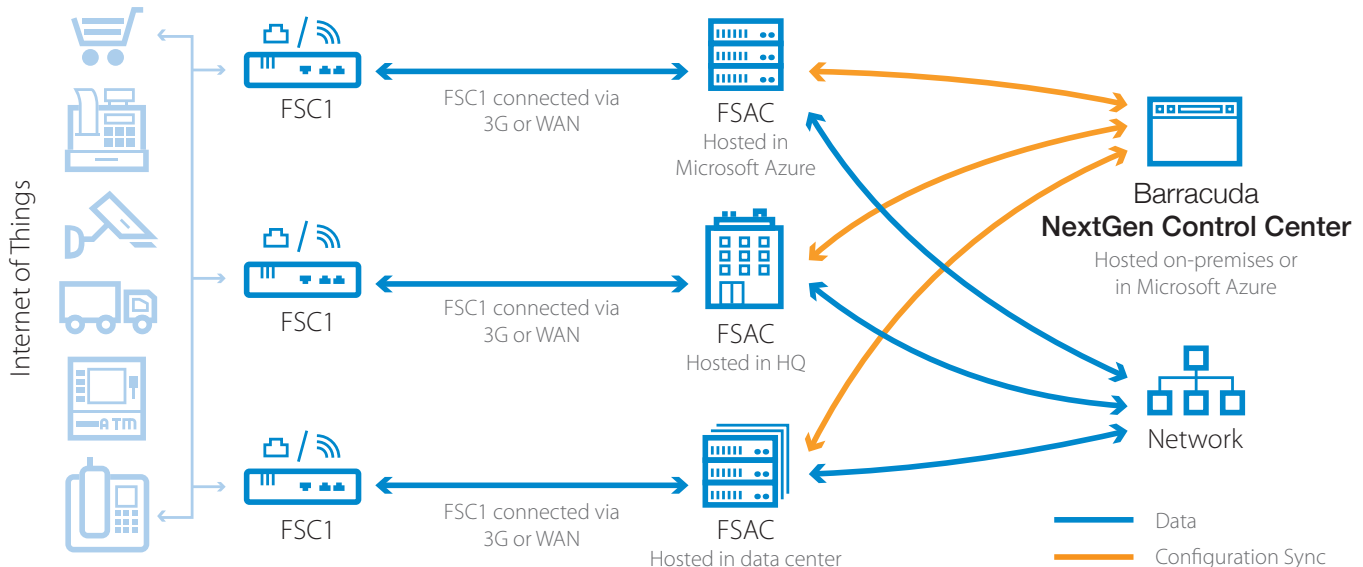 Internet of Things
ATM
FSC1
FSC1 connected via
3G or WAN
FSAC
Hosted in
Microsoft Azure
FSC1
FSC1 connected via
3G or WAN
FSAC
Hosted in HQ
FSC1
FSC1 connected via
3G or WAN
FSAC
Hosted in data center
Barracuda
NextGen Control Center
Hosted on-premises or
in Microsoft Azure
Network
Data
Configuration Sync